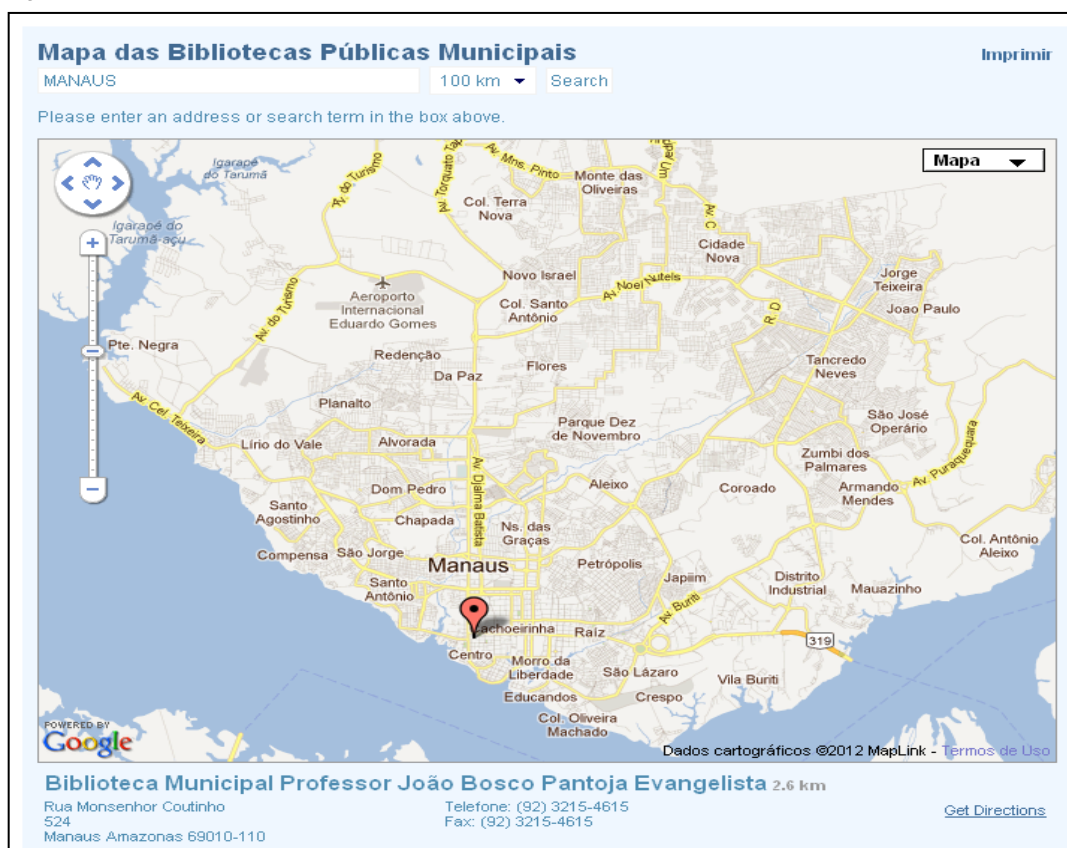 Mapa das Bibliotecas Públicas Municipais
Imprimir
MANAUS
100 km
Search
Please enter an address or search term in the box above.
Mapa
Igarapé
do Tarumã
Igarapé do
Tarumã-açu
Av. do Turismo
Av. Torquato Tap
Av. Mns. Pinto
Monte das
Oliveiras
Col. Terra
Nova
Av. C
Cidade
Nova
Novo Israel
Av. Noel Nutels
Jorge
Teixeira
Joao Paulo
Aeroporto
Internacional
Eduardo Gomes
Col. Santo
Antônio
Av. do Turismo
R. D
Pte. Negra
Redenção
Da Paz
Flores
Tancredo
Neves
Planalto
Av. Cel. Teixeira
Parque Dez
de Novembro
São José
Operário
Lírio do Vale
Alvorada
Zumbi dos
Palmares
Av. Puraquequara
Av. Djalma Batista
Dom Pedro
Aleixo
Coroado
Armando
Mendes
Santo
Agostinho
Chapada
Ns. das
Graças
Col. Antônio
Aleixo
Compensa
São Jorge
Manaus
Petrópolis
Japiim
Distrito
Industrial
Mauazinho
Santo
Antônio
Av. Buriti
Cachoeirinha
Raíz
319
Centro
Morro da
Liberdade
São Lázaro
Vila Buriti
Educandos
Crespo
Col. Oliveira
Machado
POWERED BY
Google
Dados cartográficos ©2012 MapLink - Termos de Uso
Biblioteca Municipal Professor João Bosco Pantoja Evangelista 2.6 km
Rua Monsenhor Coutinho
524
Manaus Amazonas 69010-110
Telefone: (92) 3215-4615
Fax: (92) 3215-4615
Get Directions